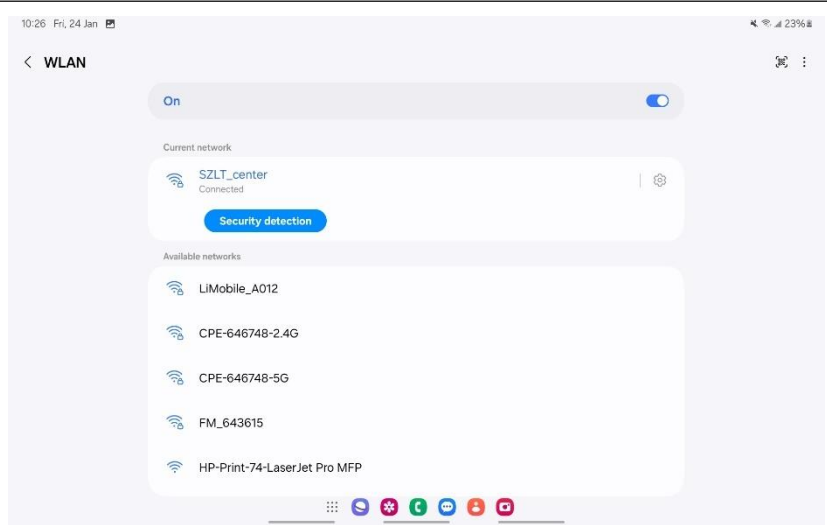 10:26 Fri, 24 Jan
23%
WLAN
On
Current network
SZLT_center
Connected
Security detection
Available networks
LiMobile_A012
CPE-646748-2.4G
CPE-646748-5G
FM_643615
HP-Print-74-LaserJet Pro MFP